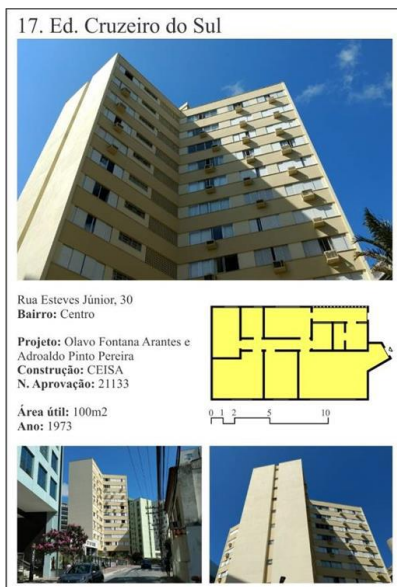 17. Ed. Cruzeiro do Sul
Rua Esteves Júnior, 30
Bairro: Centro
Projeto: Olavo Fontana Arantes e
Adroaldo Pinto Pereira
Construção: CEISA
N. Aprovação: 21133
Área útil: 100m2
Ano: 1973
0 1 2 5 10